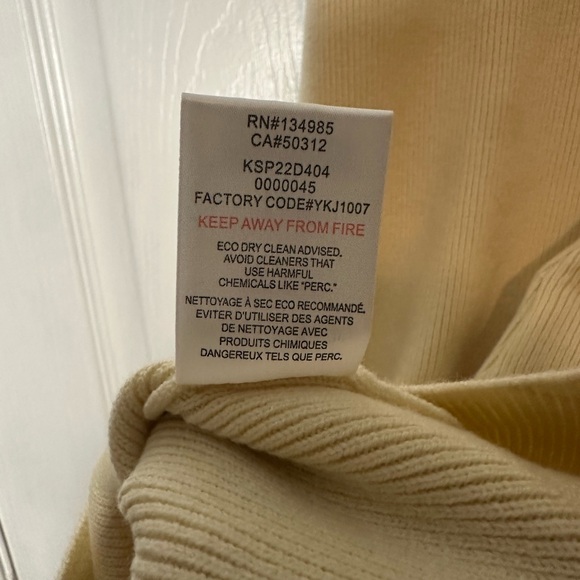 RN#134985
CA#50312
KSP22D404
0000045
FACTORY CODE#YKJ1007
KEEP AWAY FROM FIRE
ECO DRY CLEAN ADVISED.
AVOID CLEANERS THAT
USE HARMFUL
CHEMICALS LIKE "PERC."
NETTOYAGE À SEC ECO RECOMMANDÉ.
EVITER D'UTILISER DES AGENTS
DE NETTOYAGE AVEC
PRODUITS CHIMIQUES
DANGEREUX TELS QUE PERC.